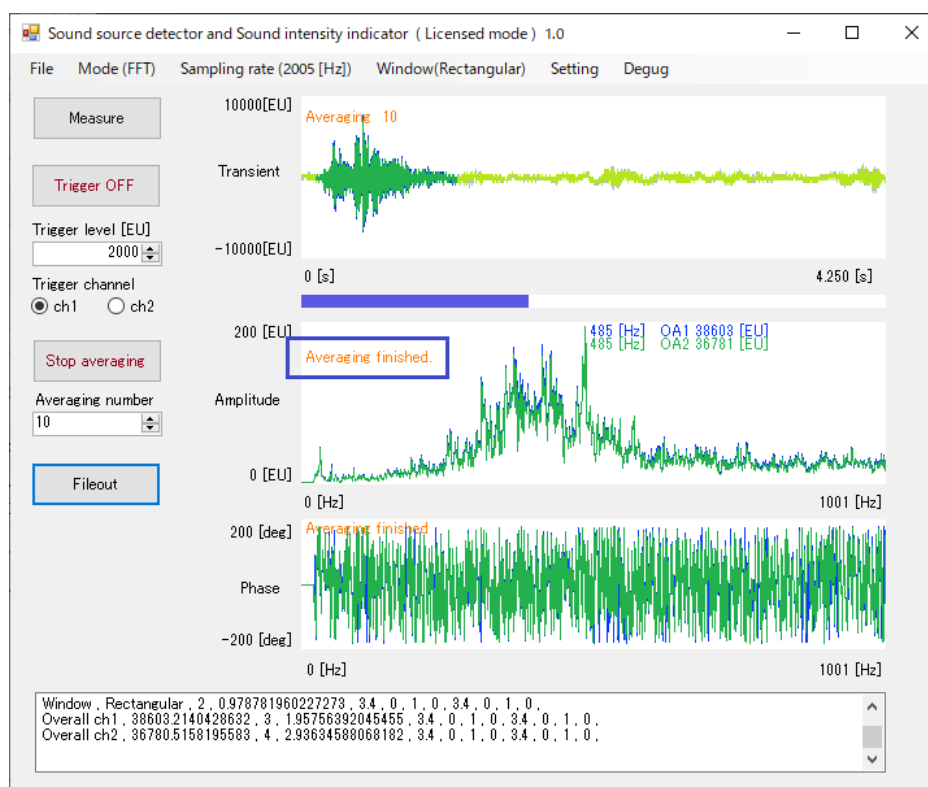 Sound source detector and Sound intensity indicator ( Licensed mode ) 1.0
File Mode (FFT) Sampling rate (2005 [Hz]) Window(Rectangular) Setting Degug
Measure
Trigger OFF
Trigger level [EU]
2000
Trigger channel
ch1 ch2
Stop averaging
Averaging number
10
Fileout
10000[EU]
Averaging 10
Transient
-10000[EU]
0 [s] 4.250 [s]
200 [EU]
485 [Hz] OA1 38603 [EU]
485 [Hz] OA2 36781 [EU]
Averaging finished.
Amplitude
0 [EU]
0 [Hz] 1001 [Hz]
200 [deg]
Averaging finished
Phase
-200 [deg]
0 [Hz] 1001 [Hz]
Window , Rectangular , 2 , 0.978781960227273 , 3.4 , 0 , 1 , 0 , 3.4 , 0 , 1 , 0 ,
Overall ch1 , 38603.2140428632 , 3 , 1.95756392045455 , 3.4 , 0 , 1 , 0 , 3.4 , 0 , 1 , 0 ,
Overall ch2 , 36780.5158195583 , 4 , 2.93634588068182 , 3.4 , 0 , 1 , 0 , 3.4 , 0 , 1 , 0 ,